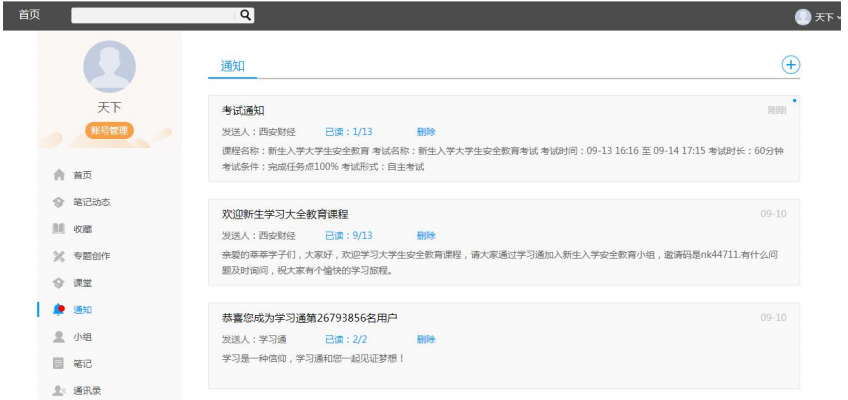 首页
天下
天下
账号管理
首页
笔记动态
收藏
专题创作
课堂
通知
小组
笔记
通讯录
通知
考试通知
刚刚
发送人：西安财经 已读：1/13 删除
课程名称：新生入学大学生安全教育 考试名称：新生入学大学生安全教育考试 考试时间：09-13 16:16 至 09-14 17:15 考试时长：60分钟
考试条件：完成任务点100% 考试形式：自主考试
欢迎新生学习大全教育课程
09-10
发送人：西安财经 已读：9/13 删除
亲爱的莘莘学子们，大家好，欢迎学习大学生安全教育课程，请大家通过学习通加入新生入学安全教育小组，邀请码是nk44711.有什么问
题及时询问，祝大家有个愉快的学习旅程。
恭喜您成为学习通第26793856名用户
09-10
发送人：学习通 已读：2/2 删除
学习是一种信仰，学习通和您一起见证梦想！